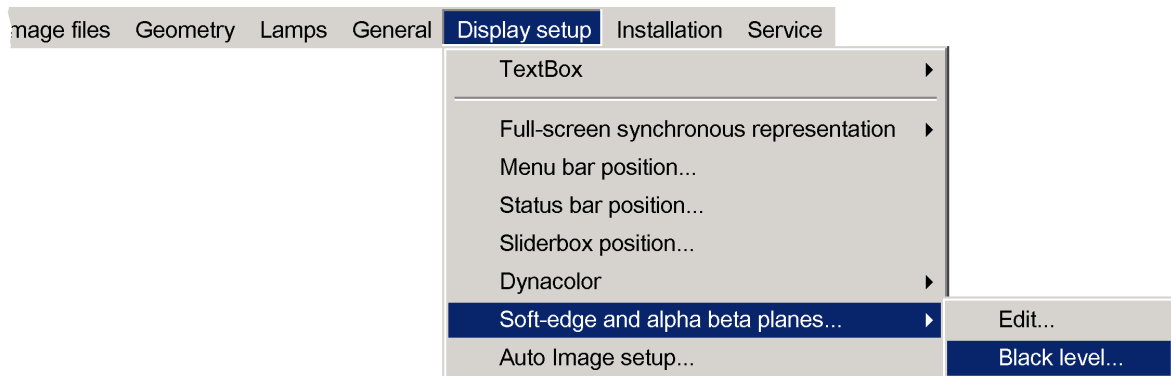 mage files Geometry Lamps General Display setup Installation Service
TextBox
Full-screen synchronous representation
Menu bar position...
Status bar position...
Sliderbox position...
Dynacolor
Soft-edge and alpha beta planes... Edit...
Auto Image setup... Black level...